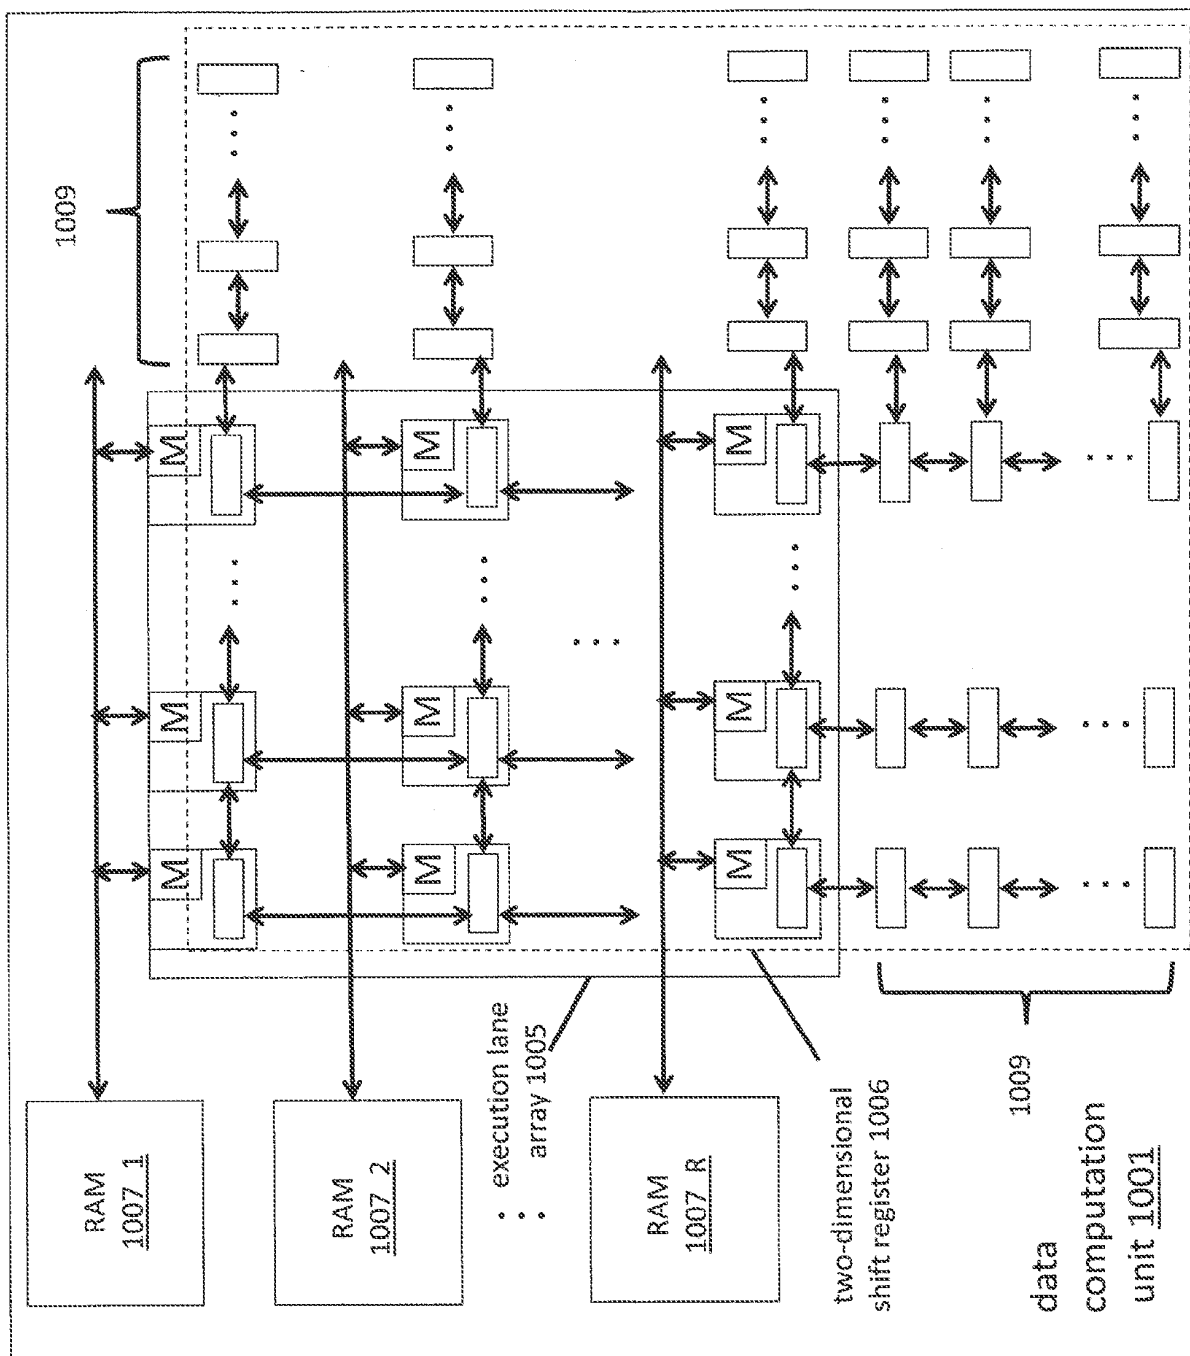 RAM
1007_1
RAM
1007_2
RAM
1007_R
execution lane
array 1005
two-dimensional
shift register 1006
data
computation
unit 1001
1009
1009
M
M
M
M
M
M
M
M
M